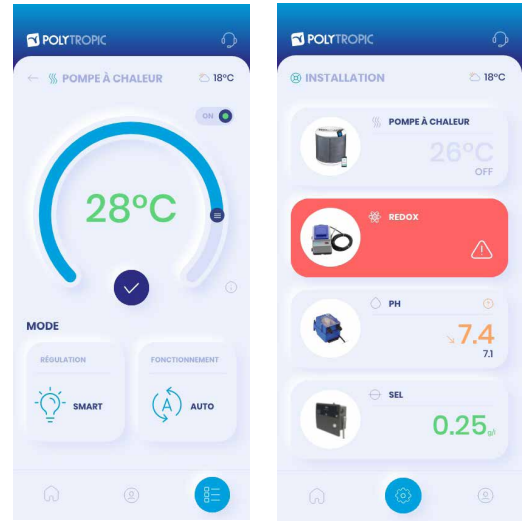 POLYTROPIC
POMPE À CHALEUR
18°C
ON
28°C
MODE
RÉGULATION
SMART
FONCTIONNEMENT
A
AUTO
POLYTROPIC
INSTALLATION
18°C
POMPE À CHALEUR
26°C
OFF
REDOX
PH
7.4
7.1
SEL
0.25g/l